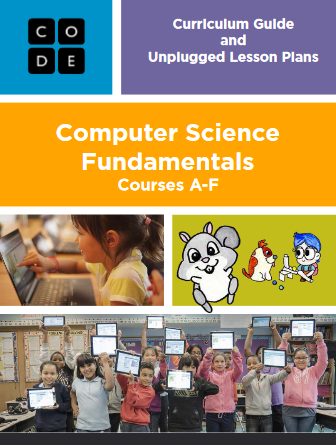 C O
D E
Curriculum Guide
and
Unplugged Lesson Plans
Computer Science
Fundamentals
Courses A-F